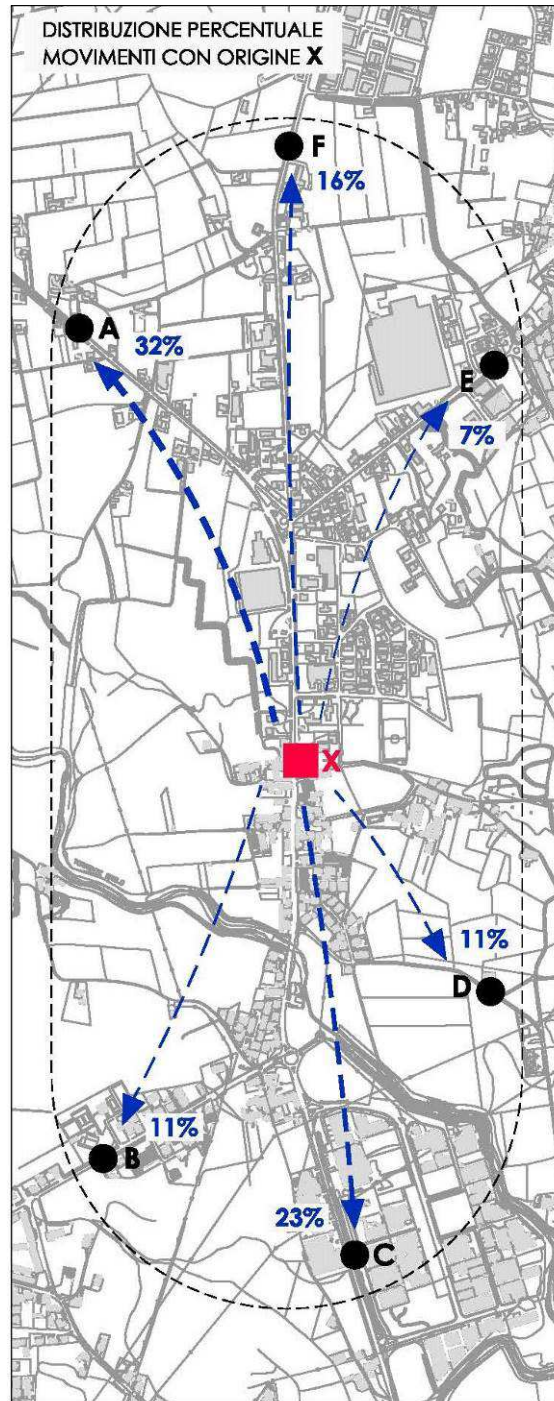 DISTRIBUZIONE PERCENTUALE
MOVIMENTI CON ORIGINE X
F
16%
A
32%
E
7%
X
11%
D
11%
B
23%
C